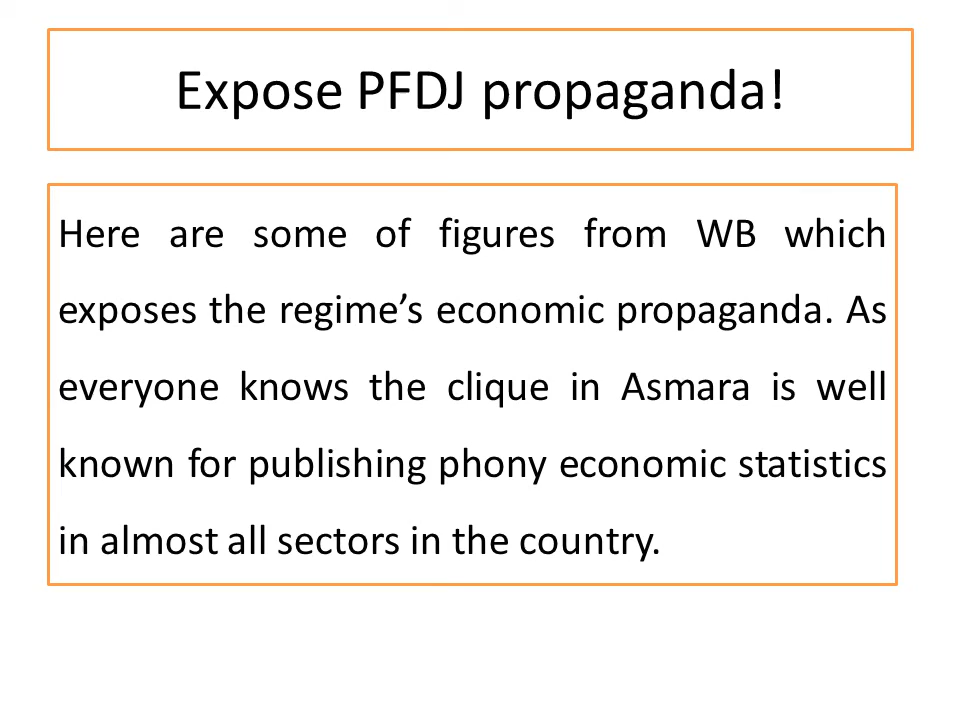 Expose PFDJ propaganda!
Here are some of figures from WB which
exposes the regime’s economic propaganda. As
everyone knows the clique in Asmara is well
known for publishing phony economic statistics
in almost all sectors in the country.